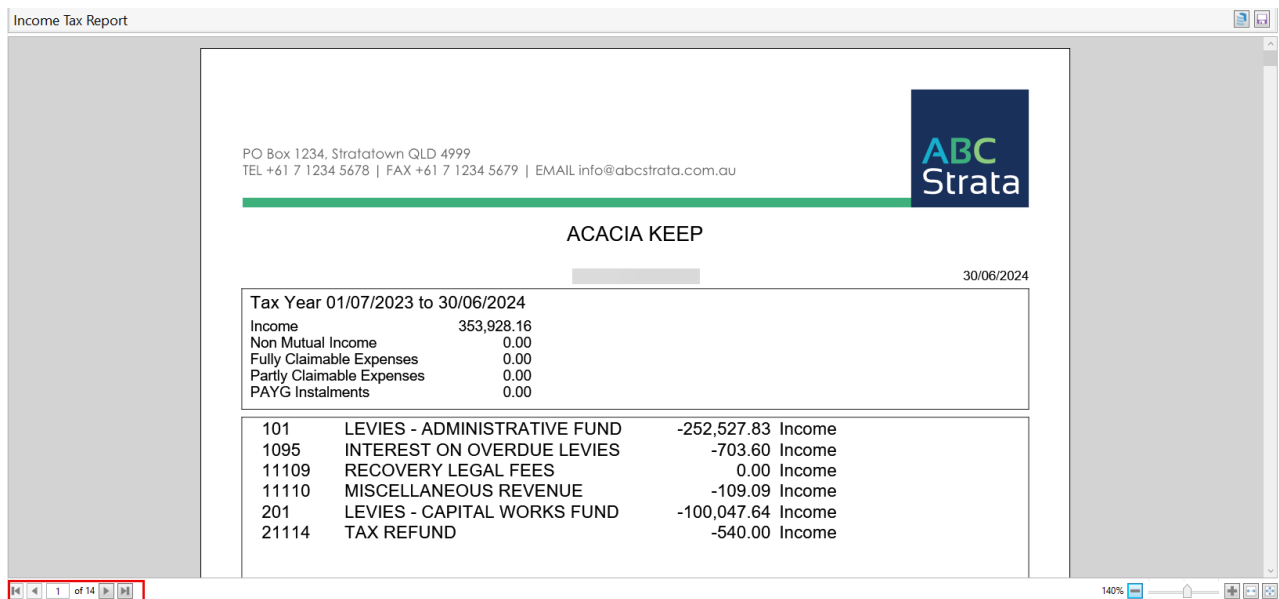 Income Tax Report
PO Box 1234, Stratatown QLD 4999
TEL +61 7 1234 5678 | FAX +61 7 1234 5679 | EMAIL info@abcstrata.com.au
ABC
Strata
ACACIA KEEP
30/06/2024
Tax Year 01/07/2023 to 30/06/2024
Income 353,928.16
Non Mutual Income 0.00
Fully Claimable Expenses 0.00
Partly Claimable Expenses 0.00
PAYG Instalments 0.00
101 LEVIES - ADMINISTRATIVE FUND -252,527.83 Income
1095 INTEREST ON OVERDUE LEVIES -703.60 Income
11109 RECOVERY LEGAL FEES 0.00 Income
11110 MISCELLANEOUS REVENUE -109.09 Income
201 LEVIES - CAPITAL WORKS FUND -100,047.64 Income
21114 TAX REFUND -540.00 Income
1 of 14 140%